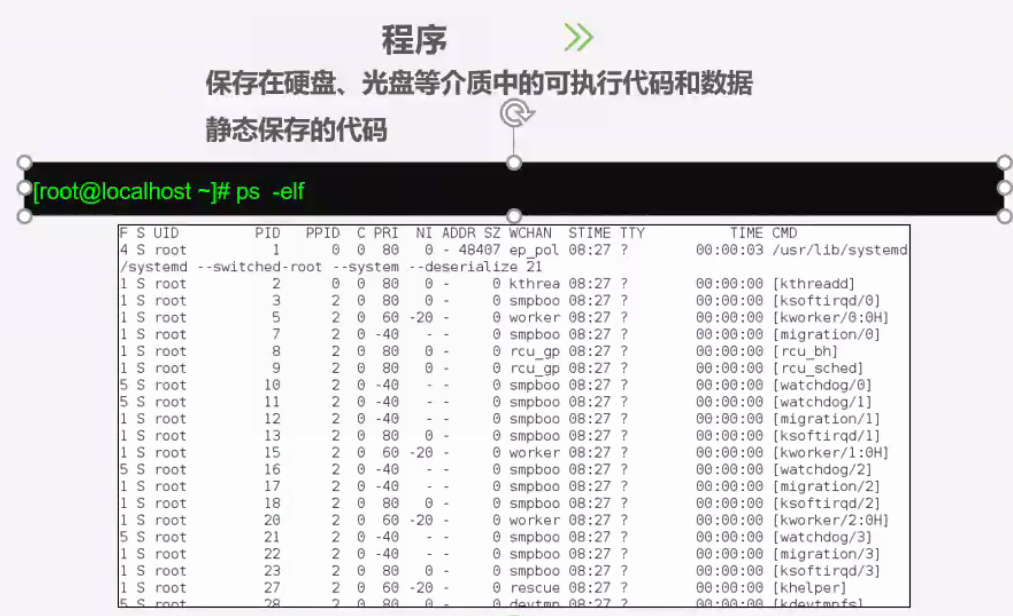 程序
保存在硬盘、光盘等介质中的可执行代码和数据
静态保存的代码
[root@localhost ~]# ps -elf
F S UID PID PPID C PRI NI ADDR SZ WCHAN STIME TTY TIME CMD
4 S root 1 0 0 80 0 - 48407 ep_pol 08:27 ? 00:00:03 /usr/lib/systemd
/systemd --switched-root --system --deserialize 21
1 S root 2 0 0 80 0 - 0 kthrea 08:27 ? 00:00:00 [kthreadd]
1 S root 3 2 0 80 0 - 0 smpboo 08:27 ? 00:00:00 [ksoftirqd/0]
1 S root 5 2 0 60 -20 - 0 worker 08:27 ? 00:00:00 [kworker/0:0H]
1 S root 7 2 0 -40 - - 0 smpboo 08:27 ? 00:00:00 [migration/0]
1 S root 8 2 0 80 0 - 0 rcu_gp 08:27 ? 00:00:00 [rcu_bh]
1 S root 9 2 0 80 0 - 0 rcu_gp 08:27 ? 00:00:00 [rcu_sched]
5 S root 10 2 0 -40 - - 0 smpboo 08:27 ? 00:00:00 [watchdog/0]
5 S root 11 2 0 -40 - - 0 smpboo 08:27 ? 00:00:00 [watchdog/1]
1 S root 12 2 0 -40 - - 0 smpboo 08:27 ? 00:00:00 [migration/1]
1 S root 13 2 0 80 0 - 0 smpboo 08:27 ? 00:00:00 [ksoftirqd/1]
1 S root 15 2 0 60 -20 - 0 worker 08:27 ? 00:00:00 [kworker/1:0H]
5 S root 16 2 0 -40 - - 0 smpboo 08:27 ? 00:00:00 [watchdog/2]
1 S root 17 2 0 -40 - - 0 smpboo 08:27 ? 00:00:00 [migration/2]
1 S root 18 2 0 80 0 - 0 smpboo 08:27 ? 00:00:00 [ksoftirqd/2]
1 S root 20 2 0 60 -20 - 0 worker 08:27 ? 00:00:00 [kworker/2:0H]
5 S root 21 2 0 -40 - - 0 smpboo 08:27 ? 00:00:00 [watchdog/3]
1 S root 22 2 0 -40 - - 0 smpboo 08:27 ? 00:00:00 [migration/3]
1 S root 23 2 0 80 0 - 0 smpboo 08:27 ? 00:00:00 [ksoftirqd/3]
1 S root 27 2 0 60 -20 - 0 rescue 08:27 ? 00:00:00 [khelper]
5 S root 28 2 0 80 0 - 0 devtmp 08:27 ? 00:00:00 [kdevtmpfs]